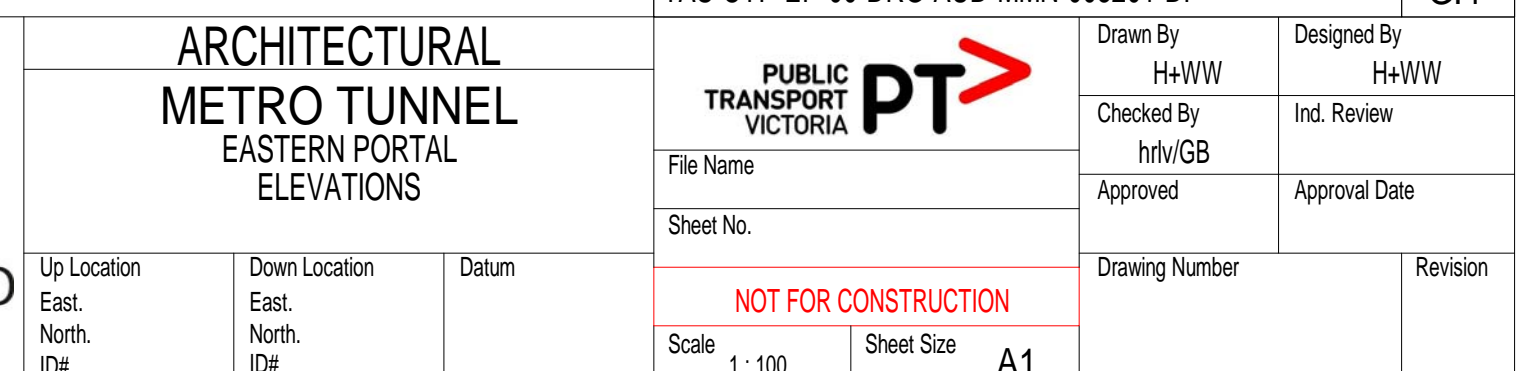 ARCHITECTURAL
METRO TUNNEL
EASTERN PORTAL
ELEVATIONS
PUBLIC
TRANSPORT
VICTORIA
PT>
File Name
Sheet No.
NOT FOR CONSTRUCTION
Scale
1 : 100
Sheet Size
A1
Drawn By
H+WW
Designed By
H+WW
Checked By
hrlv/GB
Ind. Review
Approved
Approval Date
Drawing Number
Revision
Up Location
East.
North.
ID#
Down Location
East.
North.
ID#
Datum